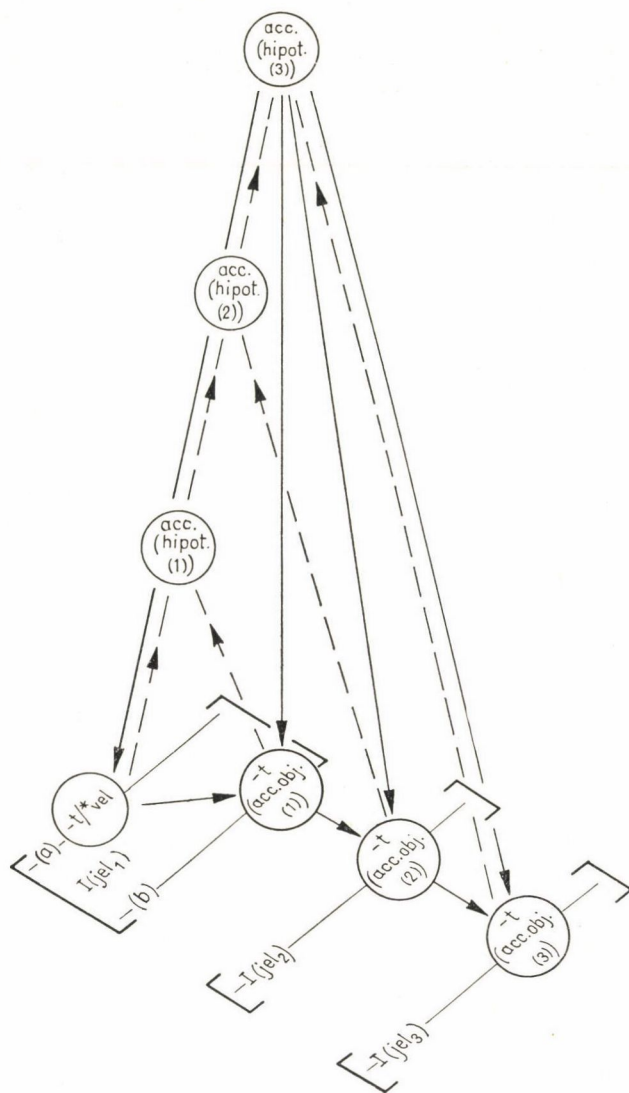 acc.
(hipot.
(3))
acc.
(hipot.
(2))
acc.
(hipot.
(1))
-t/*vel
-t
(acc.obj.
(1))
-t
(acc.obj.
(2))
-t
(acc.obj.
(3))
-(a)-
I(jel1)
-(b)
-I(jel2)
-I(jel3)